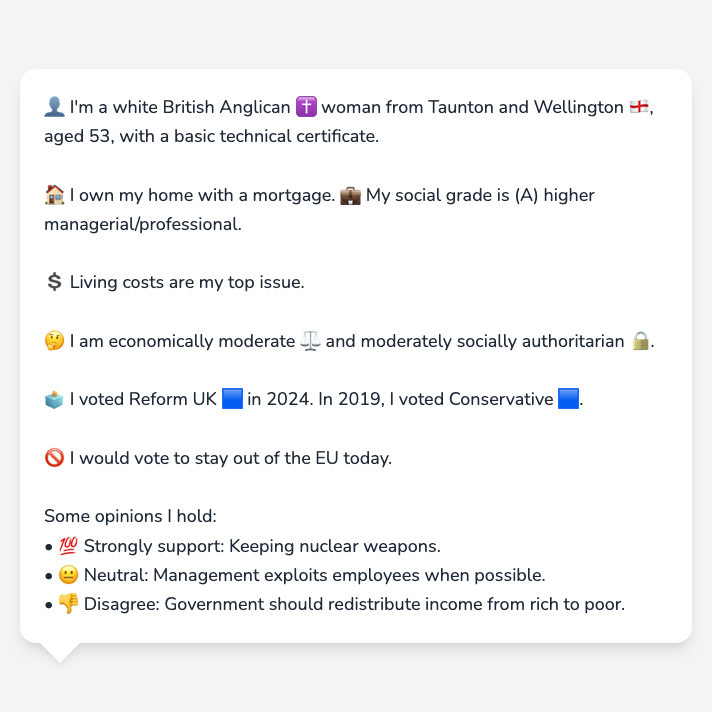 👤 I'm a white British Anglican ✝️ woman from Taunton and Wellington 🏴󠁧󠁢󠁥󠁮󠁧󠁿,
aged 53, with a basic technical certificate.
🏠 I own my home with a mortgage. 💼 My social grade is (A) higher
managerial/professional.
💲 Living costs are my top issue.
🤔 I am economically moderate ⚖️ and moderately socially authoritarian 🔒.
🗳️ I voted Reform UK 🟦 in 2024. In 2019, I voted Conservative 🟦.
🚫 I would vote to stay out of the EU today.
Some opinions I hold:
• 💯 Strongly support: Keeping nuclear weapons.
• 😐 Neutral: Management exploits employees when possible.
• 👎 Disagree: Government should redistribute income from rich to poor.